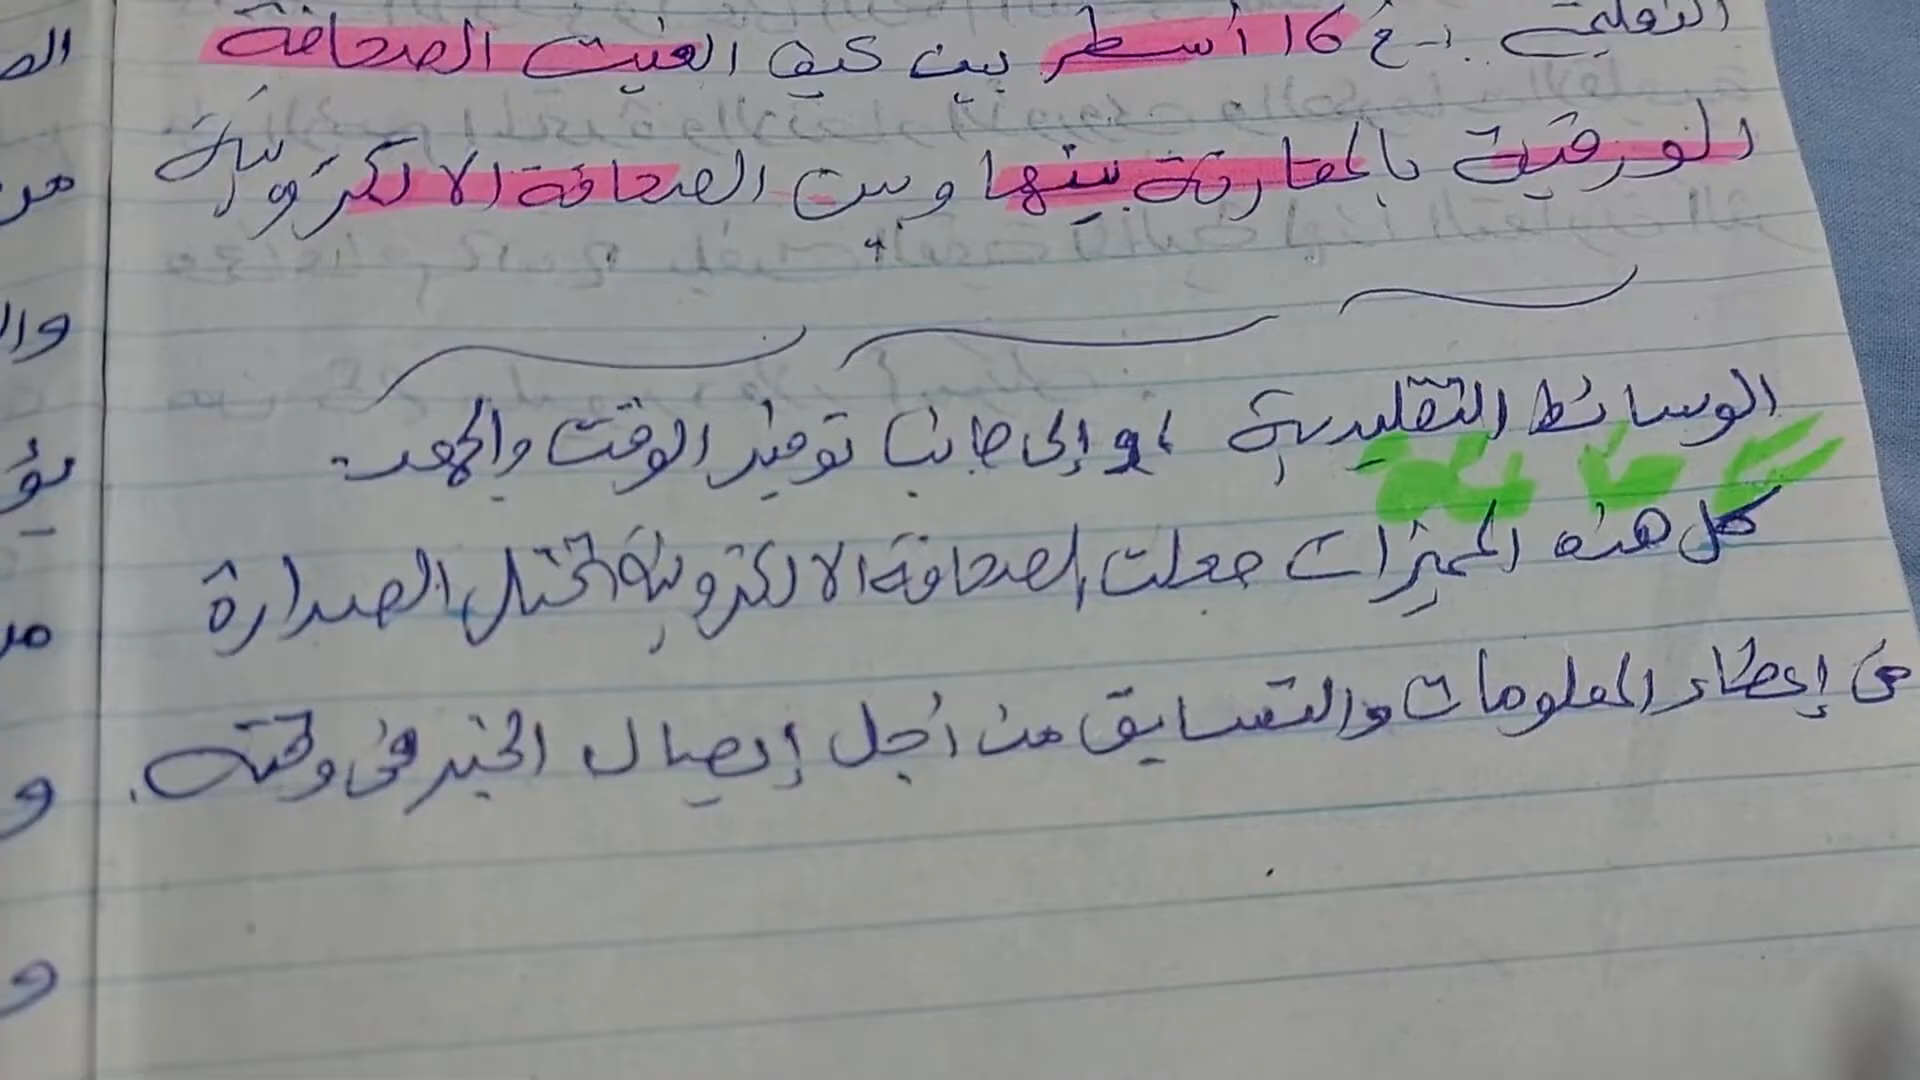 التعليمة :- في 16 أسطر بين كيف ألغيت الصحافة
الورقية بالمقارنة بينها وبين الصحافة الالكترونية
الوسائط التقليدية ، وإلى جانب توفير الوقت والجهد
كل هذه المميزات جعلت الصحافة الالكترونية تحتل الصدارة
في إعطاء المعلومات والتسابق من أجل إيصال الخبر في وقته .